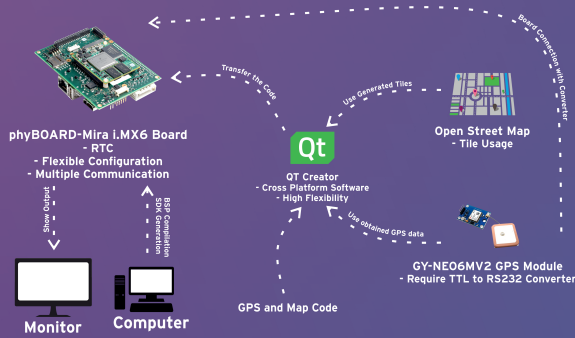 Board Connection with Converter
Transfer the Code
Use Generated Tiles
phyBOARD-Mira i.MX6 Board
- RTC
- Flexible Configuration
- Multiple Communication
Open Street Map
- Tile Usage
Qt
QT Creator
- Cross Platform Software
- High Flexibility
Show Output
BSP Compilation
SDK Generation
Use obtained GPS data
GY-NEO6MV2 GPS Module
- Require TTL to RS232 Converter
GPS and Map Code
Monitor
Computer